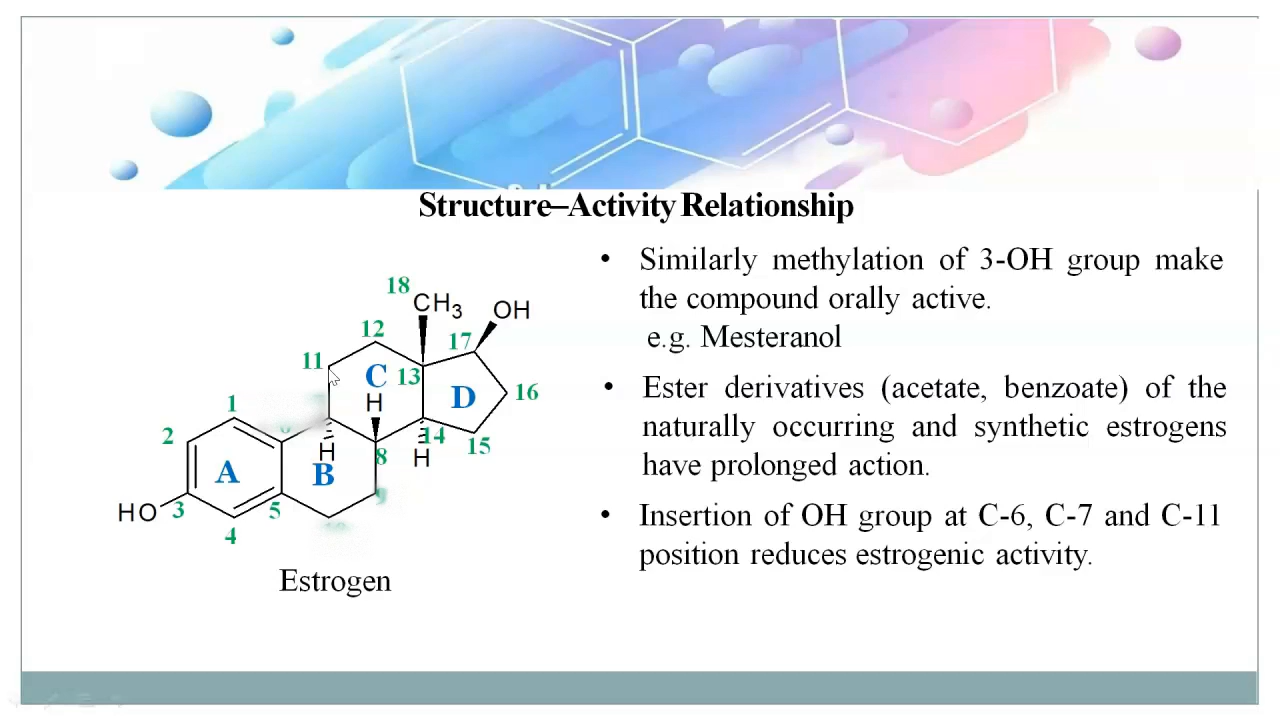 Structure–Activity Relationship
• Similarly methylation of 3-OH group make
the compound orally active.
e.g. Mesteranol
• Ester derivatives (acetate, benzoate) of the
naturally occurring and synthetic estrogens
have prolonged action.
• Insertion of OH group at C-6, C-7 and C-11
position reduces estrogenic activity.
18
CH3
OH
12
17
11
C
13
D
16
H
1
2
14
15
H
H
8
A
B
HO
3
5
4
Estrogen